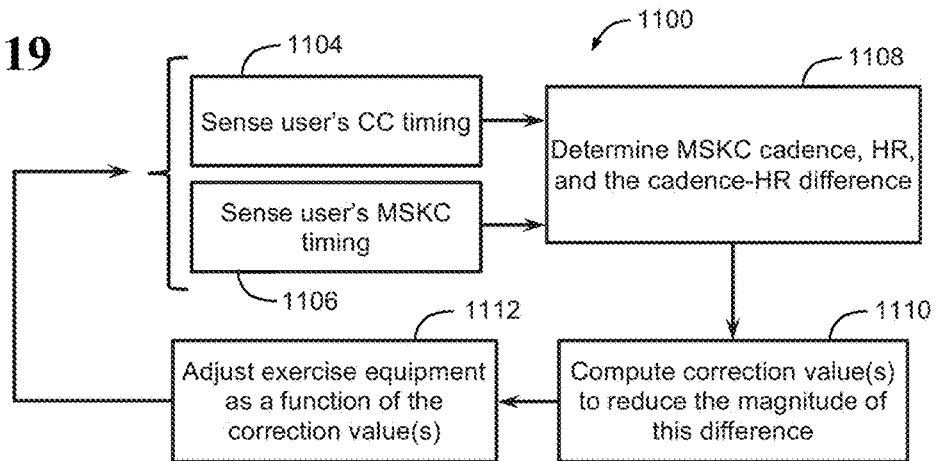 19
1100
1104
Sense user's CC timing
1106
Sense user's MSKC
timing
1108
Determine MSKC cadence, HR,
and the cadence-HR difference
1110
Compute correction value(s)
to reduce the magnitude of
this difference
1112
Adjust exercise equipment
as a function of the
correction value(s)